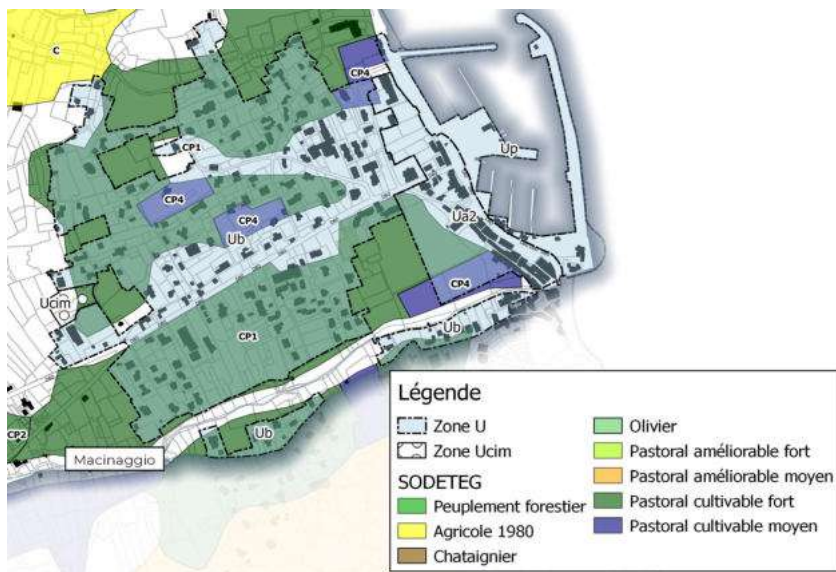 C
CP4
CP1
Up
CP4
CP4
Ub
Ua2
Ucim
CP4
CP1
Ub
CP2
Macinaggio
Ub
Légende
Zone U
Zone Ucim
SODETEG
Peuplement forestier
Agricole 1980
Chataignier
Olivier
Pastoral améliorable fort
Pastoral améliorable moyen
Pastoral cultivable fort
Pastoral cultivable moyen